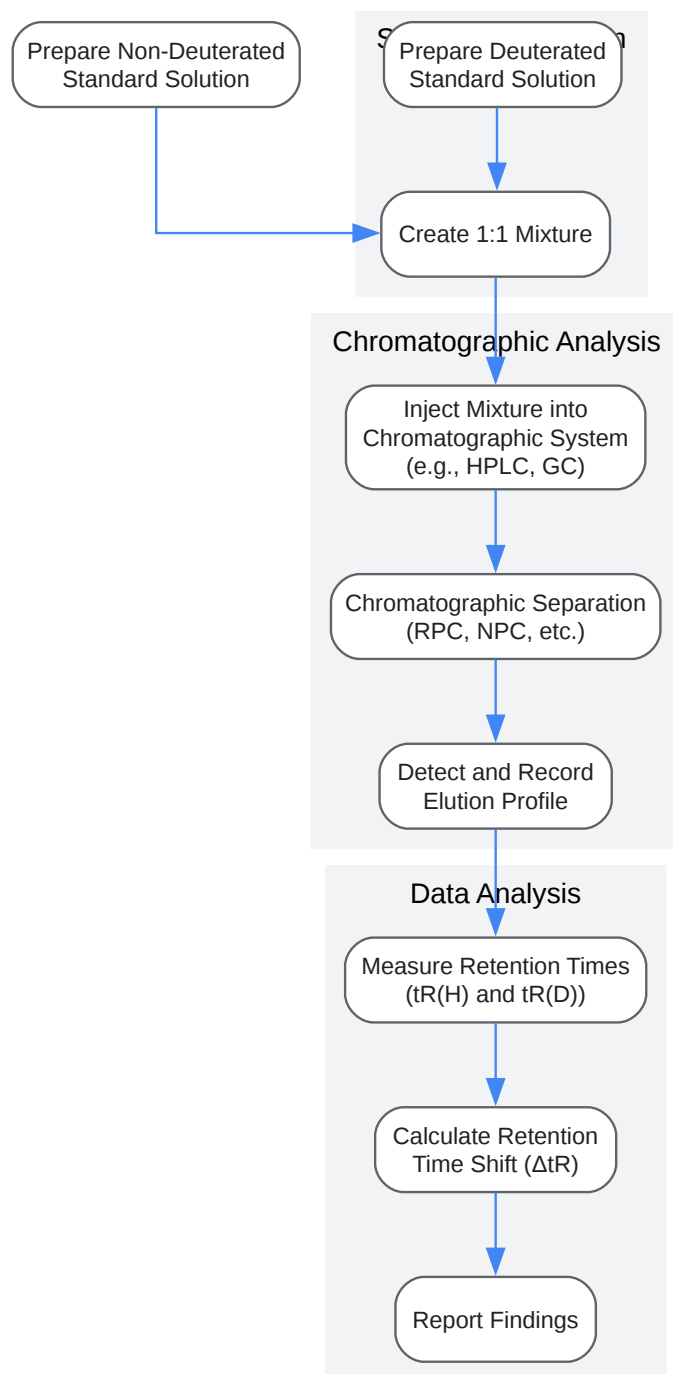 Prepare Non-Deuterated
Standard Solution
Prepare Deuterated
Standard Solution
Create 1:1 Mixture
Chromatographic Analysis
Inject Mixture into
Chromatographic System
(e.g., HPLC, GC)
Chromatographic Separation
(RPC, NPC, etc.)
Detect and Record
Elution Profile
Data Analysis
Measure Retention Times
(tR(H) and tR(D))
Calculate Retention
Time Shift (ΔtR)
Report Findings